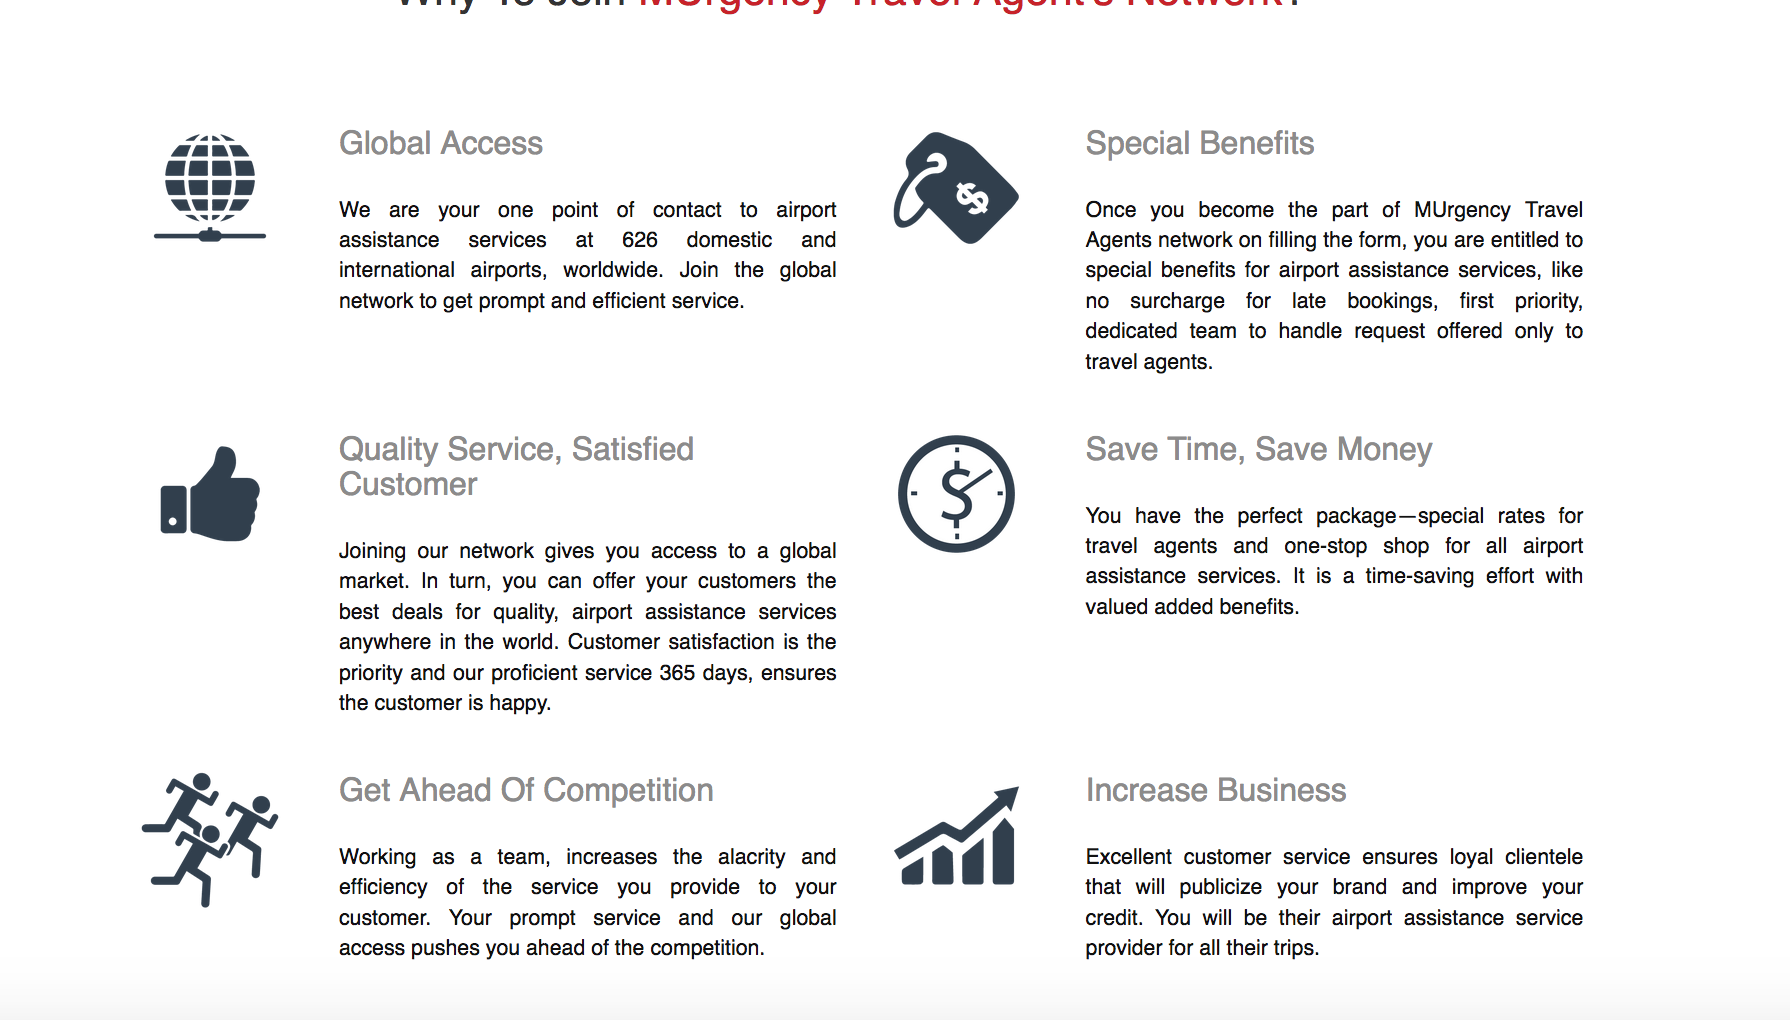 Why To Join MUrgency Travel Agent's Network?
Global Access
We are your one point of contact to airport
assistance services at 626 domestic and
international airports, worldwide. Join the global
network to get prompt and efficient service.
Special Benefits
Once you become the part of MUrgency Travel
Agents network on filling the form, you are entitled to
special benefits for airport assistance services, like
no surcharge for late bookings, first priority,
dedicated team to handle request offered only to
travel agents.
Quality Service, Satisfied
Customer
Joining our network gives you access to a global
market. In turn, you can offer your customers the
best deals for quality, airport assistance services
anywhere in the world. Customer satisfaction is the
priority and our proficient service 365 days, ensures
the customer is happy.
Save Time, Save Money
You have the perfect package—special rates for
travel agents and one-stop shop for all airport
assistance services. It is a time-saving effort with
valued added benefits.
Get Ahead Of Competition
Working as a team, increases the alacrity and
efficiency of the service you provide to your
customer. Your prompt service and our global
access pushes you ahead of the competition.
Increase Business
Excellent customer service ensures loyal clientele
that will publicize your brand and improve your
credit. You will be their airport assistance service
provider for all their trips.